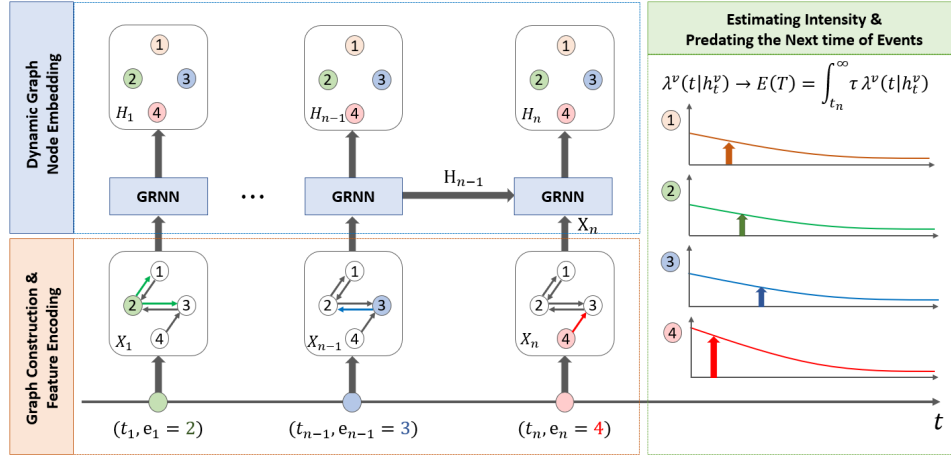 Dynamic Graph
Node Embedding
1
2
3
4
H₁
1
2
3
4
Hₙ₋₁
1
2
3
4
Hₙ
GRNN
...
GRNN
Hₙ₋₁
GRNN
Xₙ
Graph Construction &
Feature Encoding
1
2
3
4
X₁
1
2
3
4
Xₙ₋₁
1
2
3
4
Xₙ
(t₁, e₁ = 2)
(tₙ₋₁, eₙ₋₁ = 3)
(tₙ, eₙ = 4)
Estimating Intensity &
Predating the Next time of Events
λᵛ(t|hₜᵛ) → E(T) = ∫ₜₙ^∞ τ λᵛ(t|hₜᵛ)
1
2
3
4
t